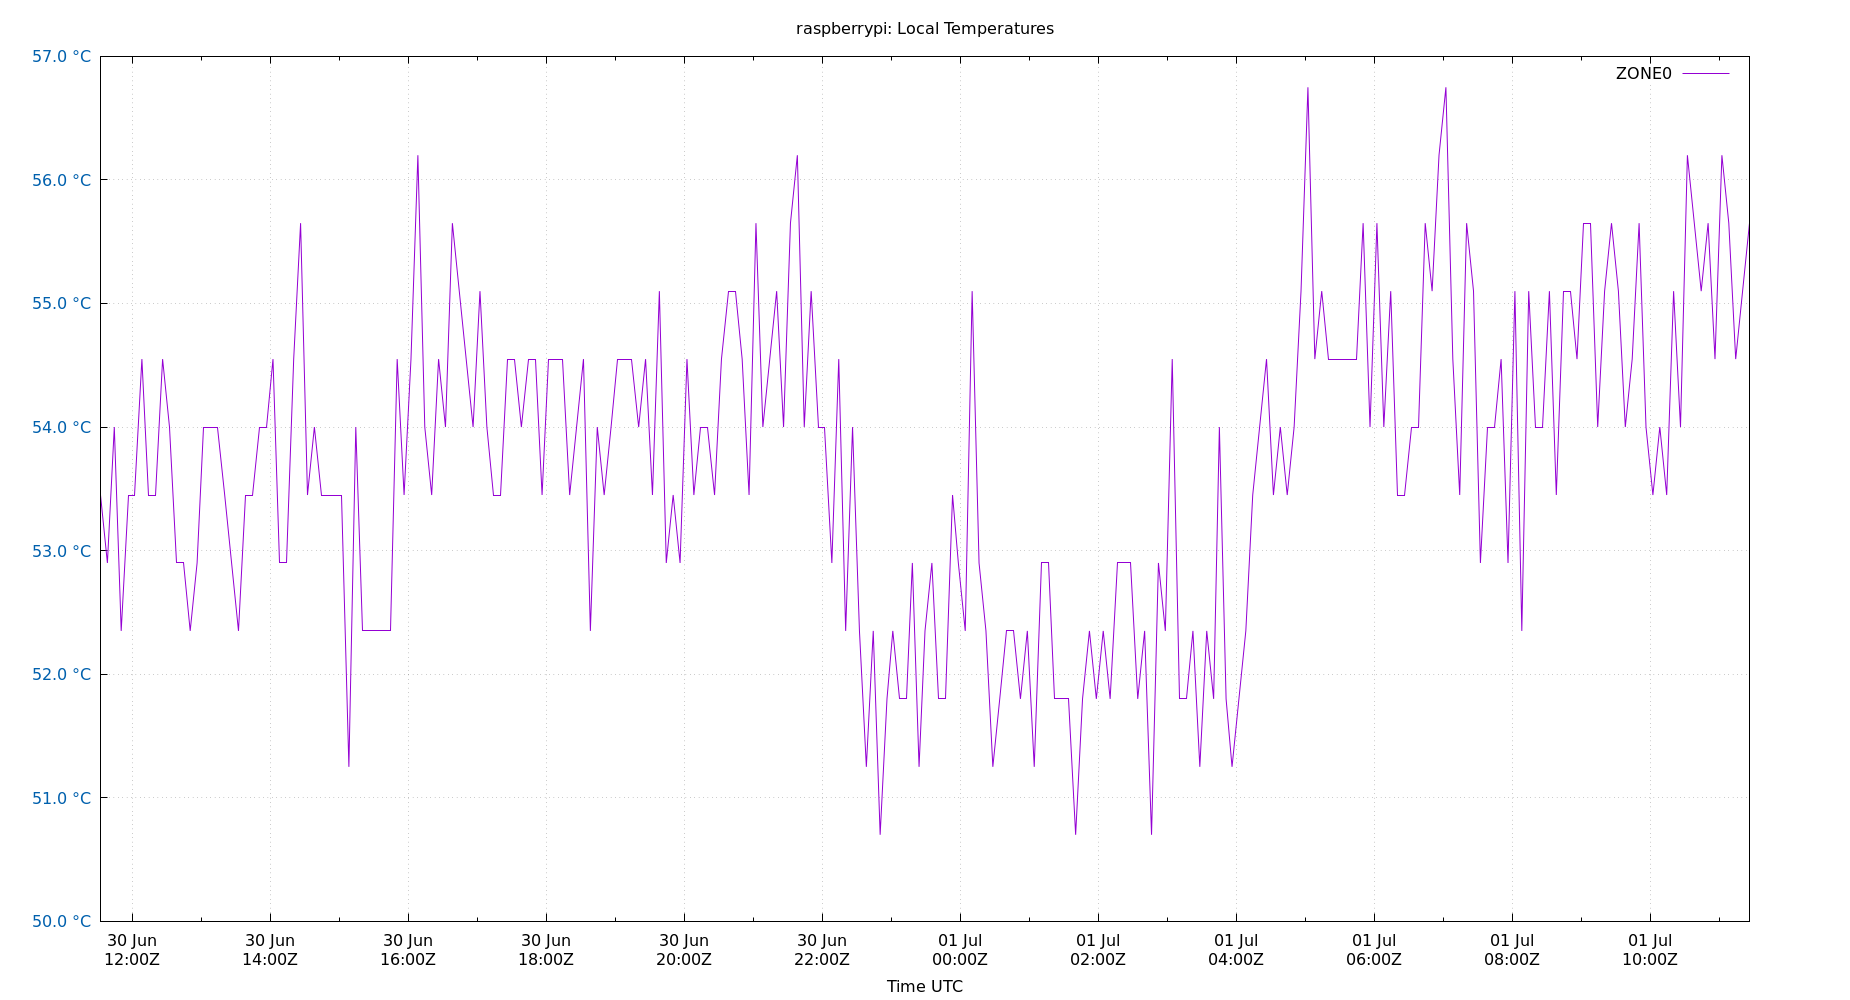 raspberrypi: Local Temperatures
57.0 °C
ZONE0
56.0 °C
55.0 °C
54.0 °C
53.0 °C
52.0 °C
51.0 °C
50.0 °C
30 Jun 30 Jun 30 Jun 30 Jun 30 Jun 30 Jun 01 Jul 01 Jul 01 Jul 01 Jul 01 Jul 01 Jul
12:00Z 14:00Z 16:00Z 18:00Z 20:00Z 22:00Z 00:00Z 02:00Z 04:00Z 06:00Z 08:00Z 10:00Z
Time UTC